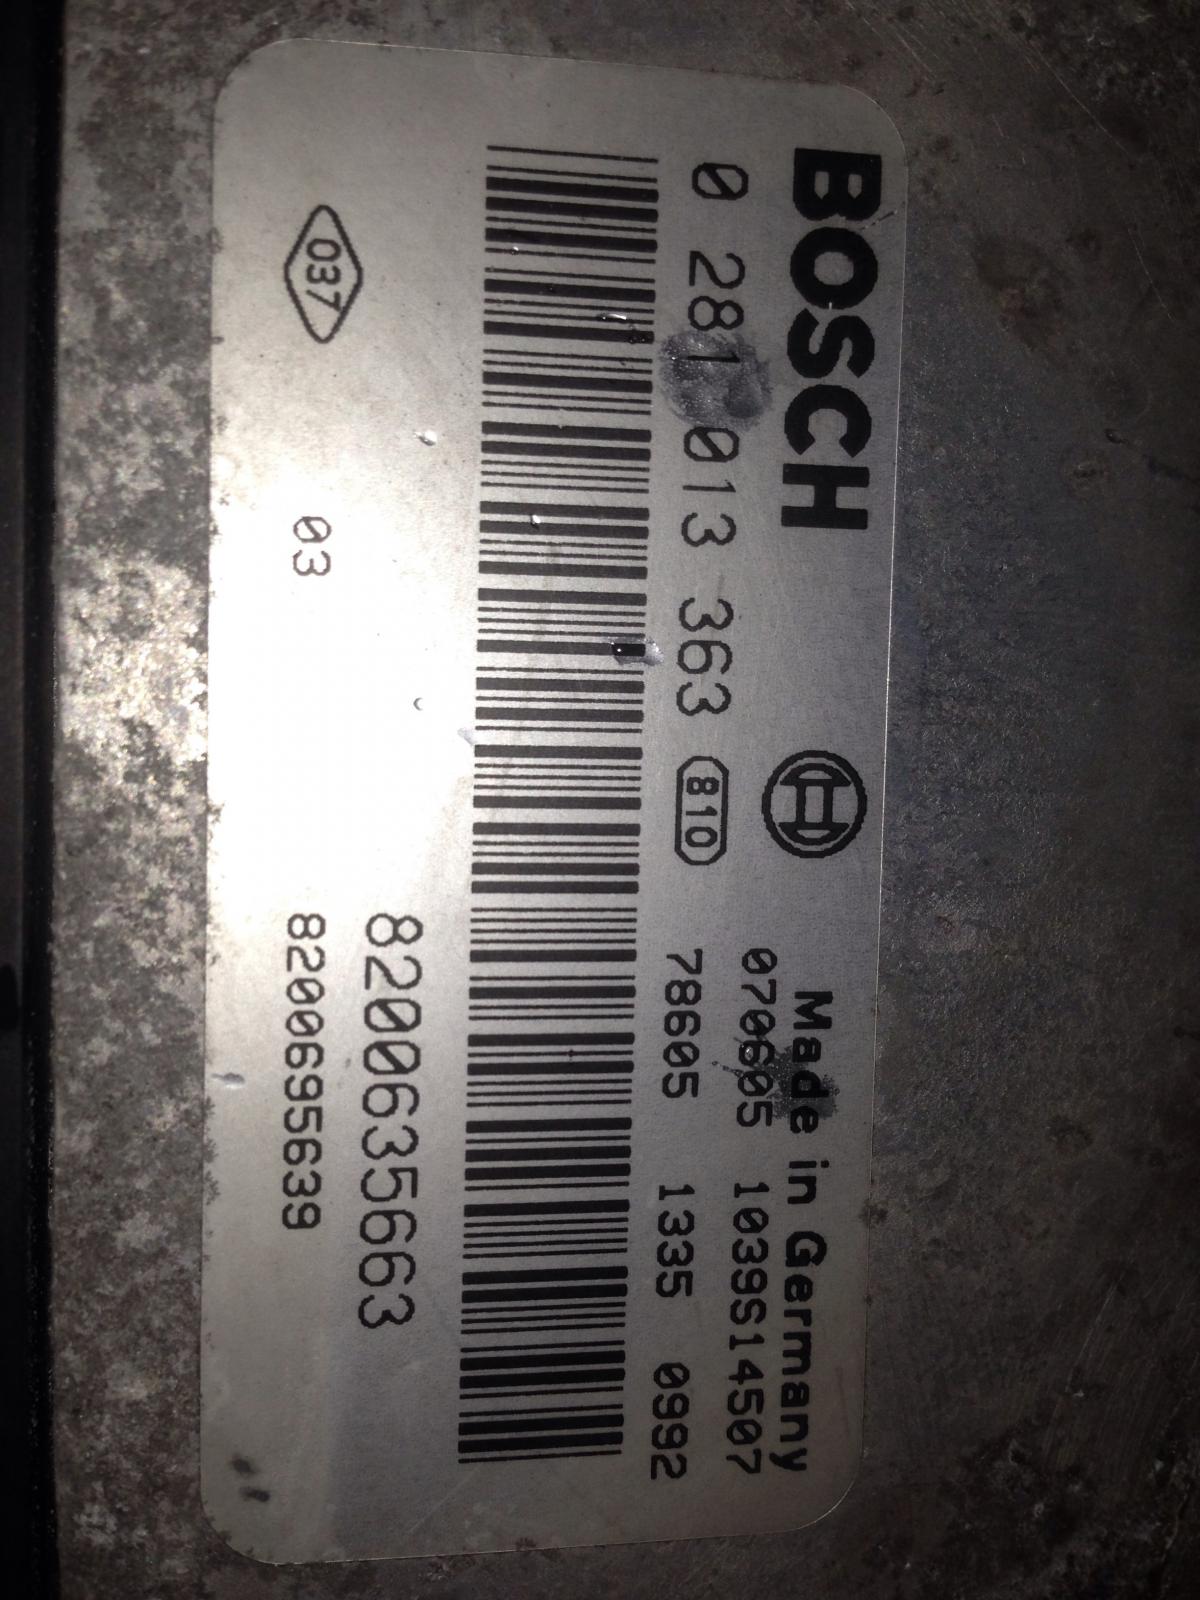 BOSCH
Made in Germany
0 281 013 363 810
070605 1039S14507
78605 1335 0992
8200635663
037 03 8200695639